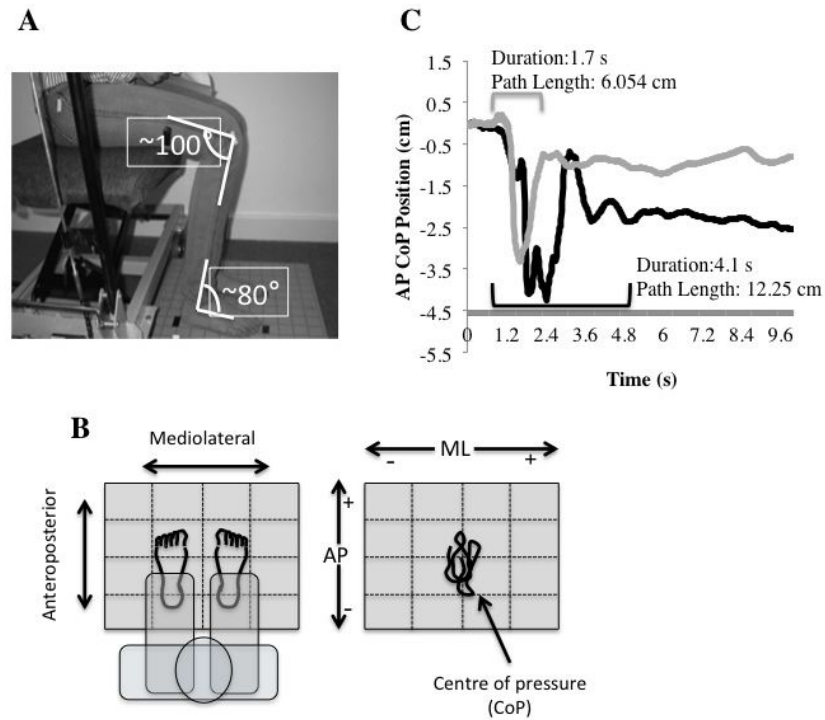 A
~100°
~80°
C
Duration:1.7 s
Path Length: 6.054 cm
1.5
0.5
-0.5
-1.5
-2.5
-3.5
-4.5
-5.5
AP CoP Position (cm)
Duration:4.1 s
Path Length: 12.25 cm
0 1.2 2.4 3.6 4.8 6 7.2 8.4 9.6
Time (s)
B
Mediolateral
Anteroposterior
ML
- +
+
AP
-
Centre of pressure
(CoP)